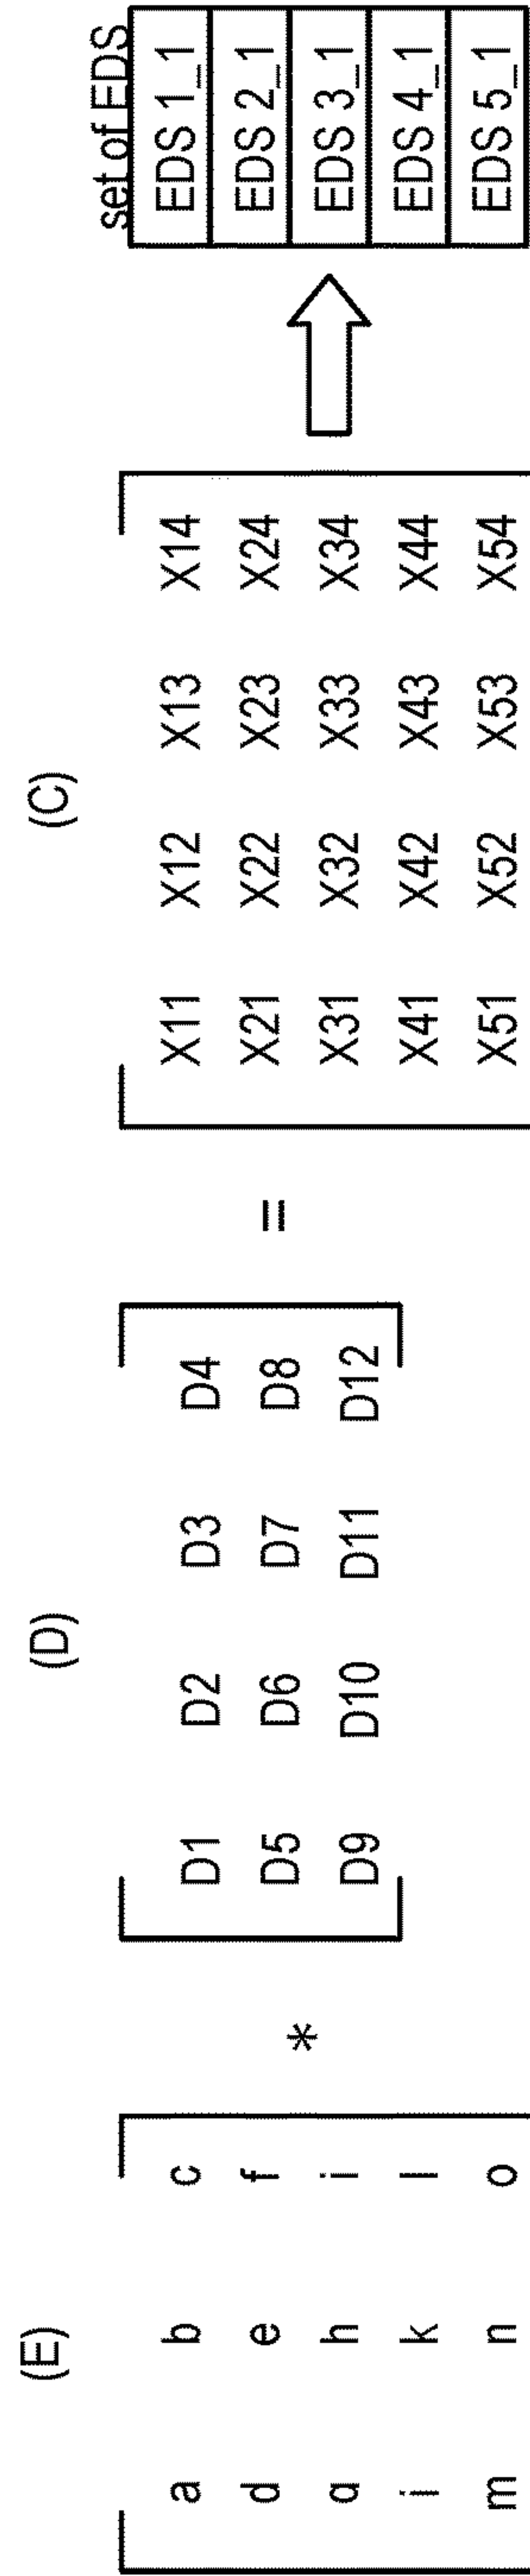 (E)
a b c
d e f
g h i
j k l
m n o
*
(D)
D1 D2 D3 D4
D5 D6 D7 D8
D9 D10 D11 D12
=
(C)
X11 X12 X13 X14
X21 X22 X23 X24
X31 X32 X33 X34
X41 X42 X43 X44
X51 X52 X53 X54
set of EDS
EDS 1_1
EDS 2_1
EDS 3_1
EDS 4_1
EDS 5_1